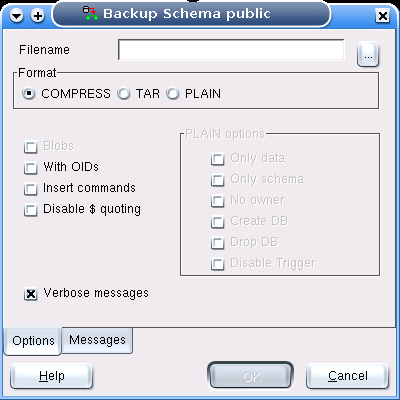 Backup Schema public
Filename
...
Format
COMPRESS TAR PLAIN
Blobs
With OIDs
Insert commands
Disable $ quoting
PLAIN options
Only data
Only schema
No owner
Create DB
Drop DB
Disable Trigger
Verbose messages
Options Messages
Help OK Cancel